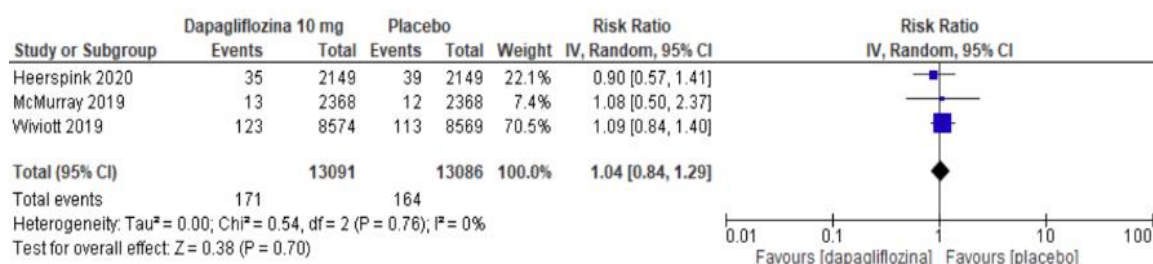 Dapagliflozina 10 mg Placebo Risk Ratio Risk Ratio
Study or Subgroup Events Total Events Total Weight IV, Random, 95% CI IV, Random, 95% CI
Heerspink 2020 35 2149 39 2149 22.1% 0.90 [0.57, 1.41]
McMurray 2019 13 2368 12 2368 7.4% 1.08 [0.50, 2.37]
Wiviott 2019 123 8574 113 8569 70.5% 1.09 [0.84, 1.40]
Total (95% CI) 13091 13086 100.0% 1.04 [0.84, 1.29]
Total events 171 164
Heterogeneity: Tau² = 0.00; Chi² = 0.54, df = 2 (P = 0.76); I² = 0%
Test for overall effect: Z = 0.38 (P = 0.70)
0.01 0.1 1 10 100
Favours [dapagliflozina] Favours [placebo]